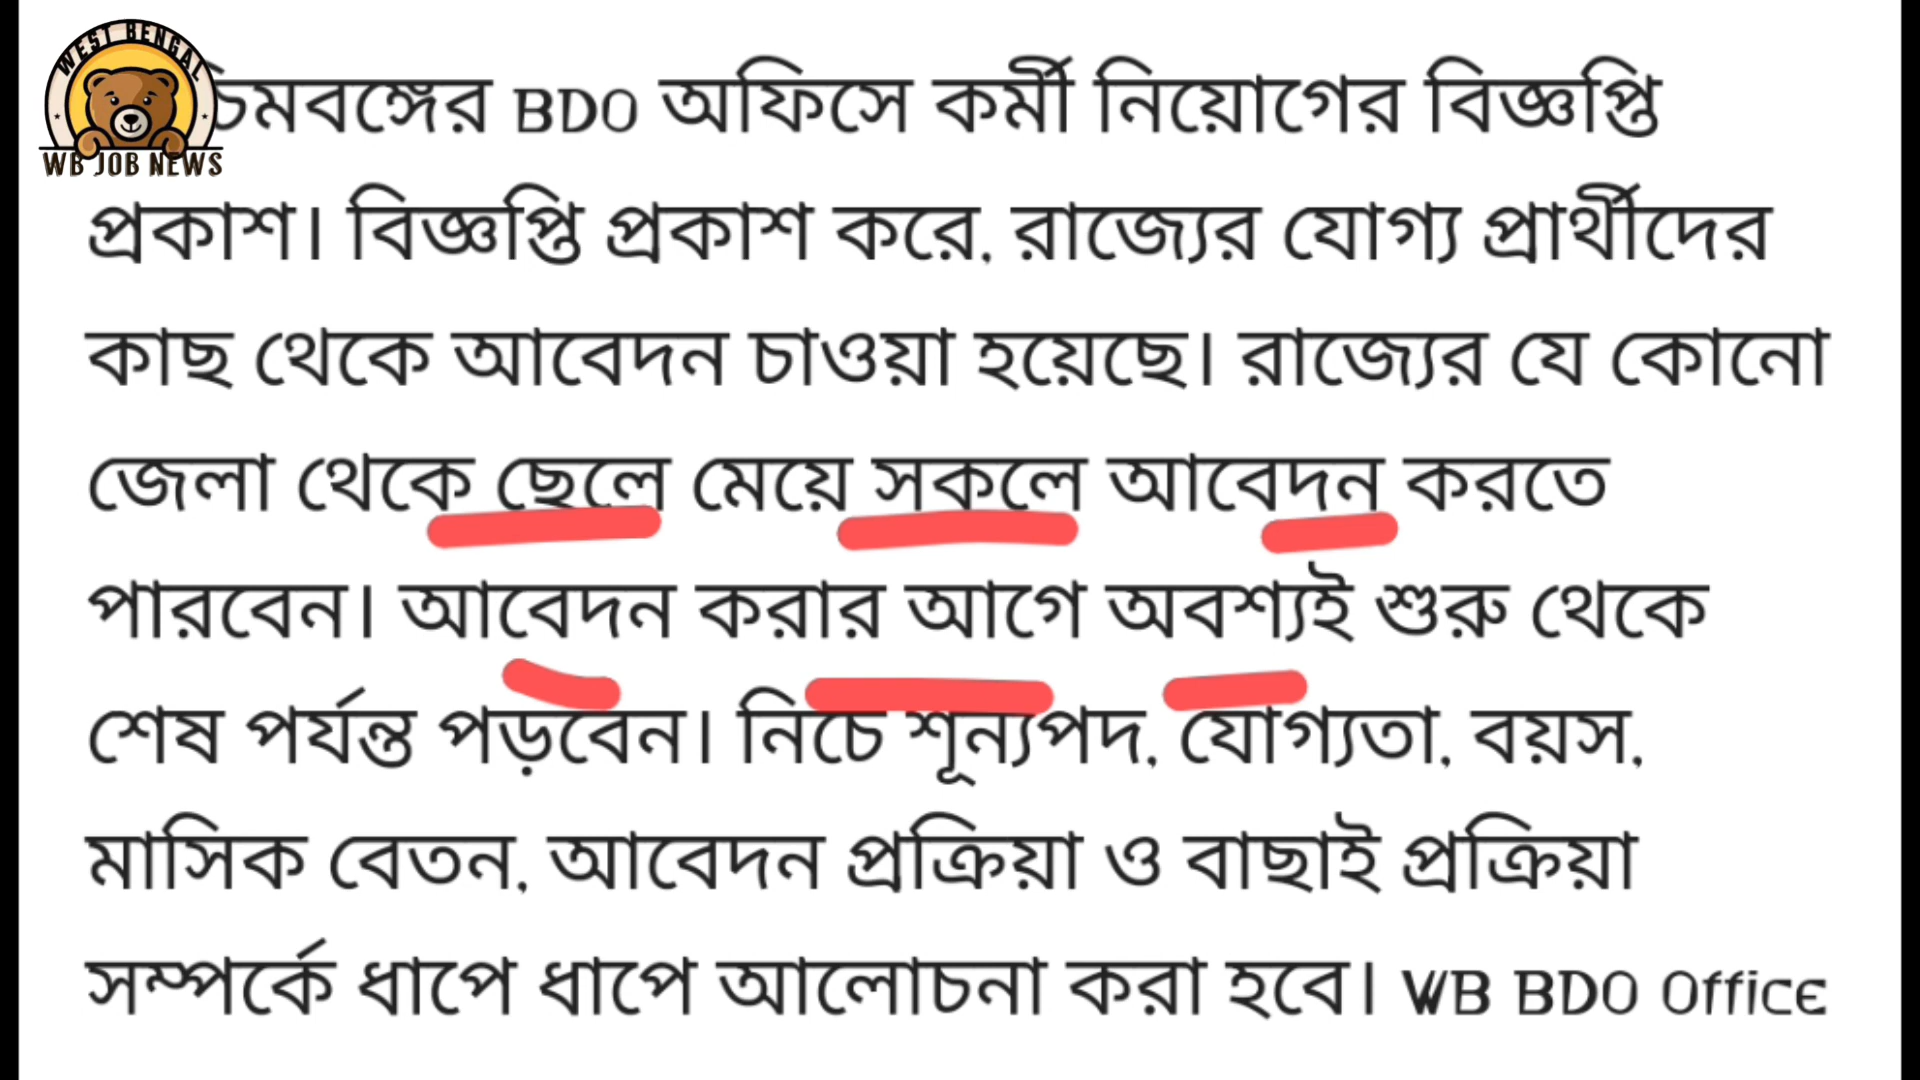 WEST BENGAL
WB JOB NEWS
চিমবঙ্গের BDO অফিসে কর্মী নিয়োগের বিজ্ঞপ্তি
প্রকাশ। বিজ্ঞপ্তি প্রকাশ করে, রাজ্যের যোগ্য প্রার্থীদের
কাছ থেকে আবেদন চাওয়া হয়েছে। রাজ্যের যে কোনো
জেলা থেকে ছেলে মেয়ে সকলে আবেদন করতে
পারবেন। আবেদন করার আগে অবশ্যই শুরু থেকে
শেষ পর্যন্ত পড়বেন। নিচে শূন্যপদ, যোগ্যতা, বয়স,
মাসিক বেতন, আবেদন প্রক্রিয়া ও বাছাই প্রক্রিয়া
সম্পর্কে ধাপে ধাপে আলোচনা করা হবে। WB BDO Office